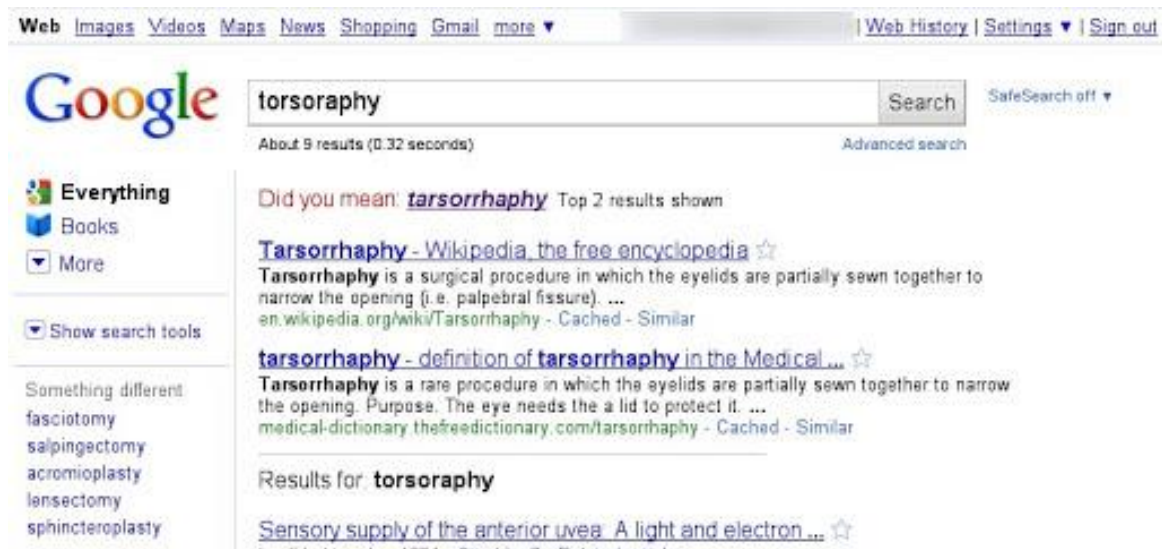 Web Images Videos Maps News Shopping Gmail more ▼ | Web History | Settings ▼ | Sign out
Google torsoraphy Search SafeSearch off ▼
About 9 results (0.32 seconds) Advanced search
Everything
Books
More
Show search tools
Something different
fasciotomy
salpingectomy
acromioplasty
lensectomy
sphincteroplasty
Did you mean: tarsorrhaphy Top 2 results shown
Tarsorrhaphy - Wikipedia, the free encyclopedia
Tarsorrhaphy is a surgical procedure in which the eyelids are partially sewn together to
narrow the opening (i.e. palpebral fissure). ...
en.wikipedia.org/wiki/Tarsorrhaphy - Cached - Similar
tarsorrhaphy - definition of tarsorrhaphy in the Medical ...
Tarsorrhaphy is a rare procedure in which the eyelids are partially sewn together to narrow
the opening. Purpose. The eye needs the a lid to protect it. ...
medical-dictionary.thefreedictionary.com/tarsorrhaphy - Cached - Similar
Results for: torsoraphy
Sensory supply of the anterior uvea: A light and electron ...